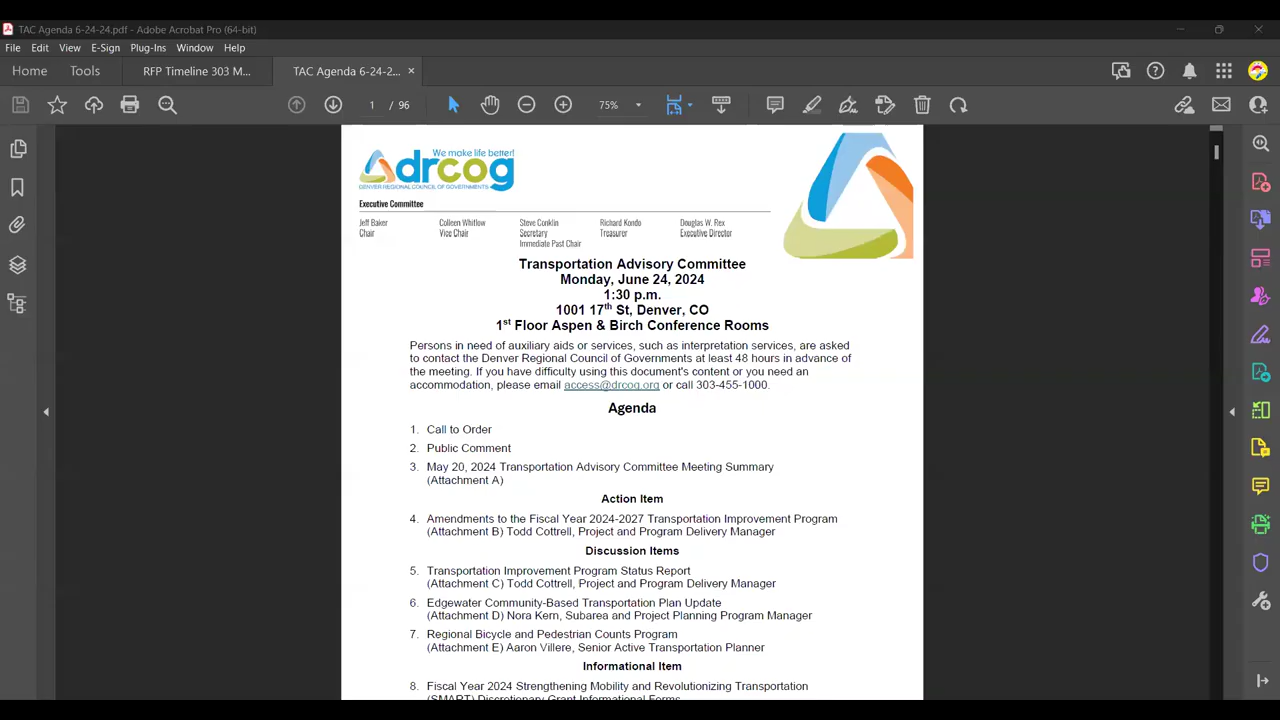 TAC Agenda 6-24-24.pdf - Adobe Acrobat Pro (64-bit)
File Edit View E-Sign Plug-Ins Window Help
Home Tools RFP Timeline 303 M... TAC Agenda 6-24-2... ×
1 / 96 75%
We make life better!
drcog
DENVER REGIONAL COUNCIL OF GOVERNMENTS
Executive Committee
Jeff Baker Colleen Whitlow Steve Conklin Richard Kondo Douglas W. Rex
Chair Vice Chair Secretary Treasurer Executive Director
Immediate Past Chair
Transportation Advisory Committee
Monday, June 24, 2024
1:30 p.m.
1001 17th St, Denver, CO
1st Floor Aspen & Birch Conference Rooms
Persons in need of auxiliary aids or services, such as interpretation services, are asked
to contact the Denver Regional Council of Governments at least 48 hours in advance of
the meeting. If you have difficulty using this document's content or you need an
accommodation, please email access@drcog.org or call 303-455-1000.
Agenda
1. Call to Order
2. Public Comment
3. May 20, 2024 Transportation Advisory Committee Meeting Summary
(Attachment A)
Action Item
4. Amendments to the Fiscal Year 2024-2027 Transportation Improvement Program
(Attachment B) Todd Cottrell, Project and Program Delivery Manager
Discussion Items
5. Transportation Improvement Program Status Report
(Attachment C) Todd Cottrell, Project and Program Delivery Manager
6. Edgewater Community-Based Transportation Plan Update
(Attachment D) Nora Kern, Subarea and Project Planning Program Manager
7. Regional Bicycle and Pedestrian Counts Program
(Attachment E) Aaron Villere, Senior Active Transportation Planner
Informational Item
8. Fiscal Year 2024 Strengthening Mobility and Revolutionizing Transportation
(SMART) Discretionary Grant Informational Forms